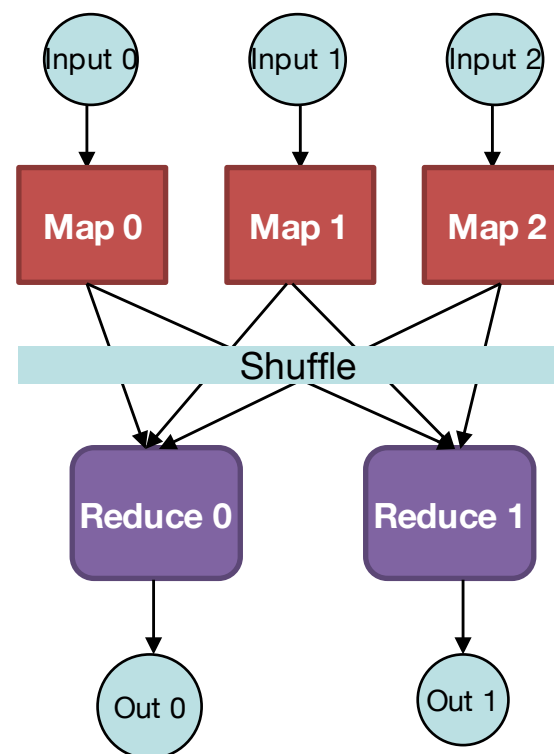 Input 0
Input 1
Input 2
Map 0
Map 1
Map 2
Shuffle
Reduce 0
Reduce 1
Out 0
Out 1